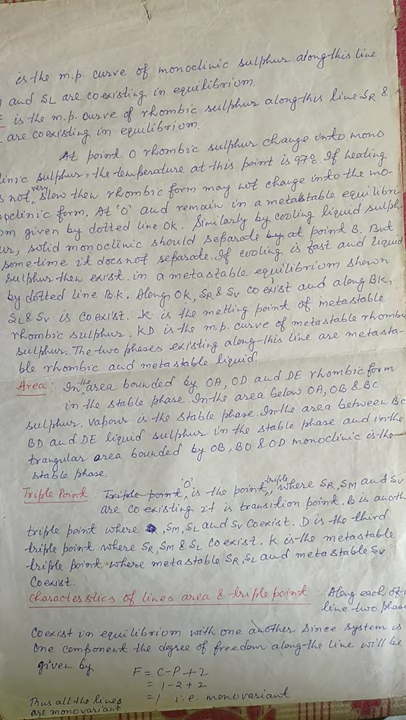 is the m.p. curve of monoclinic sulphur along this line
and SL are coexisting in equilibrium.
is the m.p. curve of rhombic sulphur along this line SR &
are coexisting in equilibrium.
At point O rhombic sulphur change into mono
clinic sulphur, the temperature at this point is If heating
is not very slow then rhombic form may not change into the mo-
noclinic form, At 'O' and remain in a metastable equilibri
um given by dotted line OK. Similarly by cooling liquid sulph
ur, solid monoclinic should separate at point B. But
sometime it does not separate. If cooling is fast and liquid
sulphur then exist in a metastable equilibrium shown
by dotted line BK. Along OK, SR & SV co exist and along BK,
SL & SV is coexist. K is the melting point of metastable
rhombic sulphur. KD is the m.p. curve of metastable rhombic
sulphur. The two phases existing along this line are metasta-
ble rhombic and metastable liquid
Area: In the area bounded by OA, OD and DE rhombic form
in the stable phase. In the area below OA, OB & BC
sulphur vapour is the stable phase. In the area between BC
BD and DE liquid sulphur in the stable phase and in the
trangular area bounded by OB, BD & OD monoclinic is the
stable phase.
Triple Point Triple point, 'O', is the point triple where SR, SM and SV
are co existing it is transition point. B is anoth
triple point where SM, SL and SV coexist. D is the third
triple point where SR, SM & SL co exist. K is the metastable
triple point where metastable SR, SL and metastable SV
Coexist.
Characteristics of lines area & triple point : Along each of
line two phase
Coexist in equilibrium with one another Since system is
One component the degree of freedom along the line will be
given by F = C-P+2
= 1-2+2
Thus all the lines =1 i.e. monovariant
are monovariant